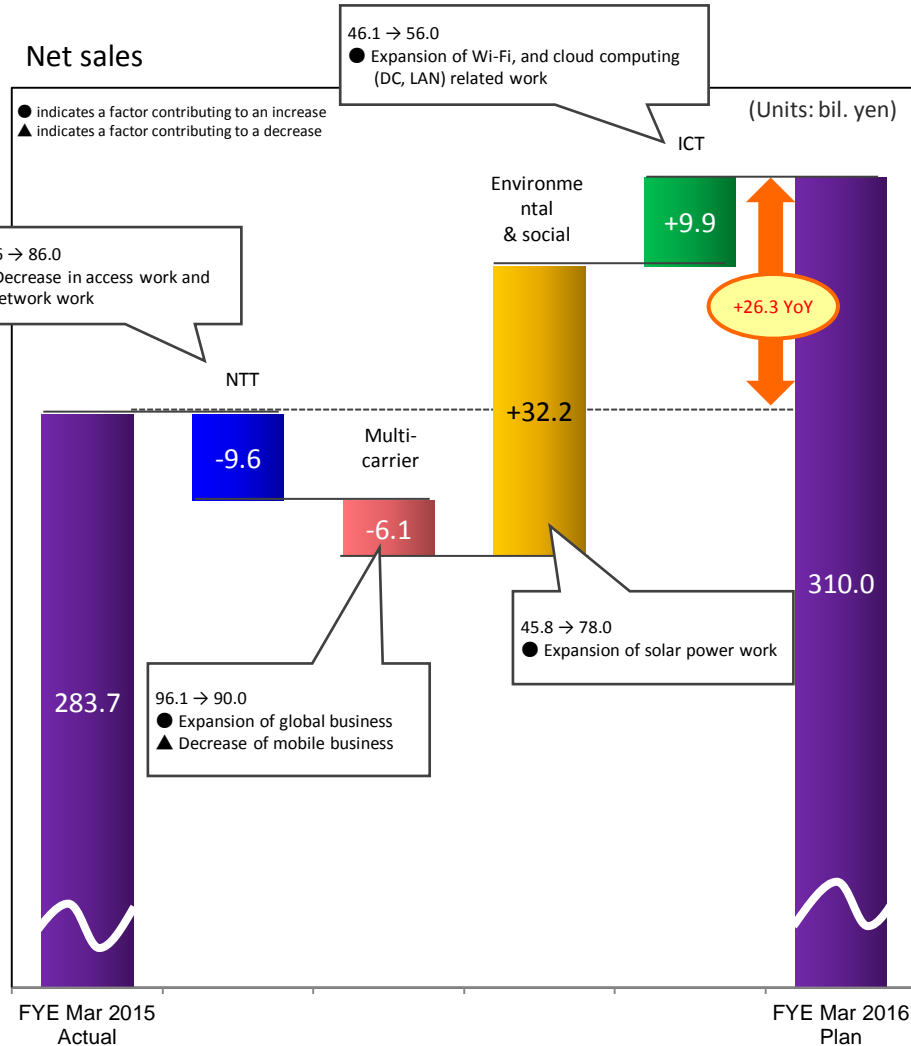 46.1 → 56.0
● Expansion of Wi-Fi, and cloud computing
(DC, LAN) related work
Net sales
● indicates a factor contributing to an increase
▲ indicates a factor contributing to a decrease
(Units: bil. yen)
ICT
Environme
ntal
& social
+9.9
→ 86.0
Decrease in access work and
work
+26.3 YoY
NTT
+32.2
Multi-
carrier
-9.6
-6.1
310.0
45.8 → 78.0
● Expansion of solar power work
283.7
96.1 → 90.0
● Expansion of global business
▲ Decrease of mobile business
FYE Mar 2015
Actual
FYE Mar 2016
Plan